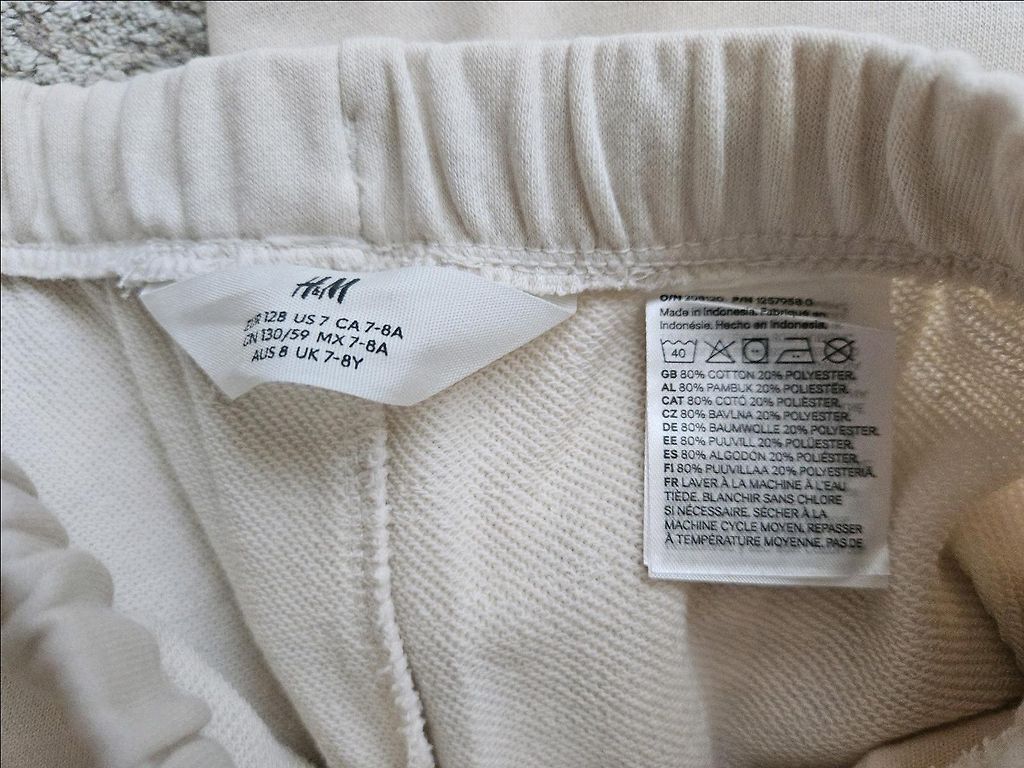 H&M
EUR 128 US 7 CA 7-8A
CN 130/59 MX 7-8A
AUS 8 UK 7-8Y
O/N P/N 1257958
Made in Indonesia. Fabriqué en
Indonésie. Hecho en Indonesia.
40
GB 80% COTTON 20% POLYESTER.
AL 80% PAMBUK 20% POLIESTËR.
CAT 80% COTÓ 20% POLIÈSTER.
CZ 80% BAVLNA 20% POLYESTER.
DE 80% BAUMWOLLE 20% POLYESTER.
EE 80% PUUVILL 20% POLÜESTER.
ES 80% ALGODÓN 20% POLIÉSTER.
FI 80% PUUVILLAA 20% POLYESTERIÄ.
FR LAVER À LA MACHINE À L'EAU
TIÈDE. BLANCHIR SANS CHLORE
SI NÉCESSAIRE. SÉCHER À LA
MACHINE CYCLE MOYEN. REPASSER
À TEMPÉRATURE MOYENNE. PAS DE